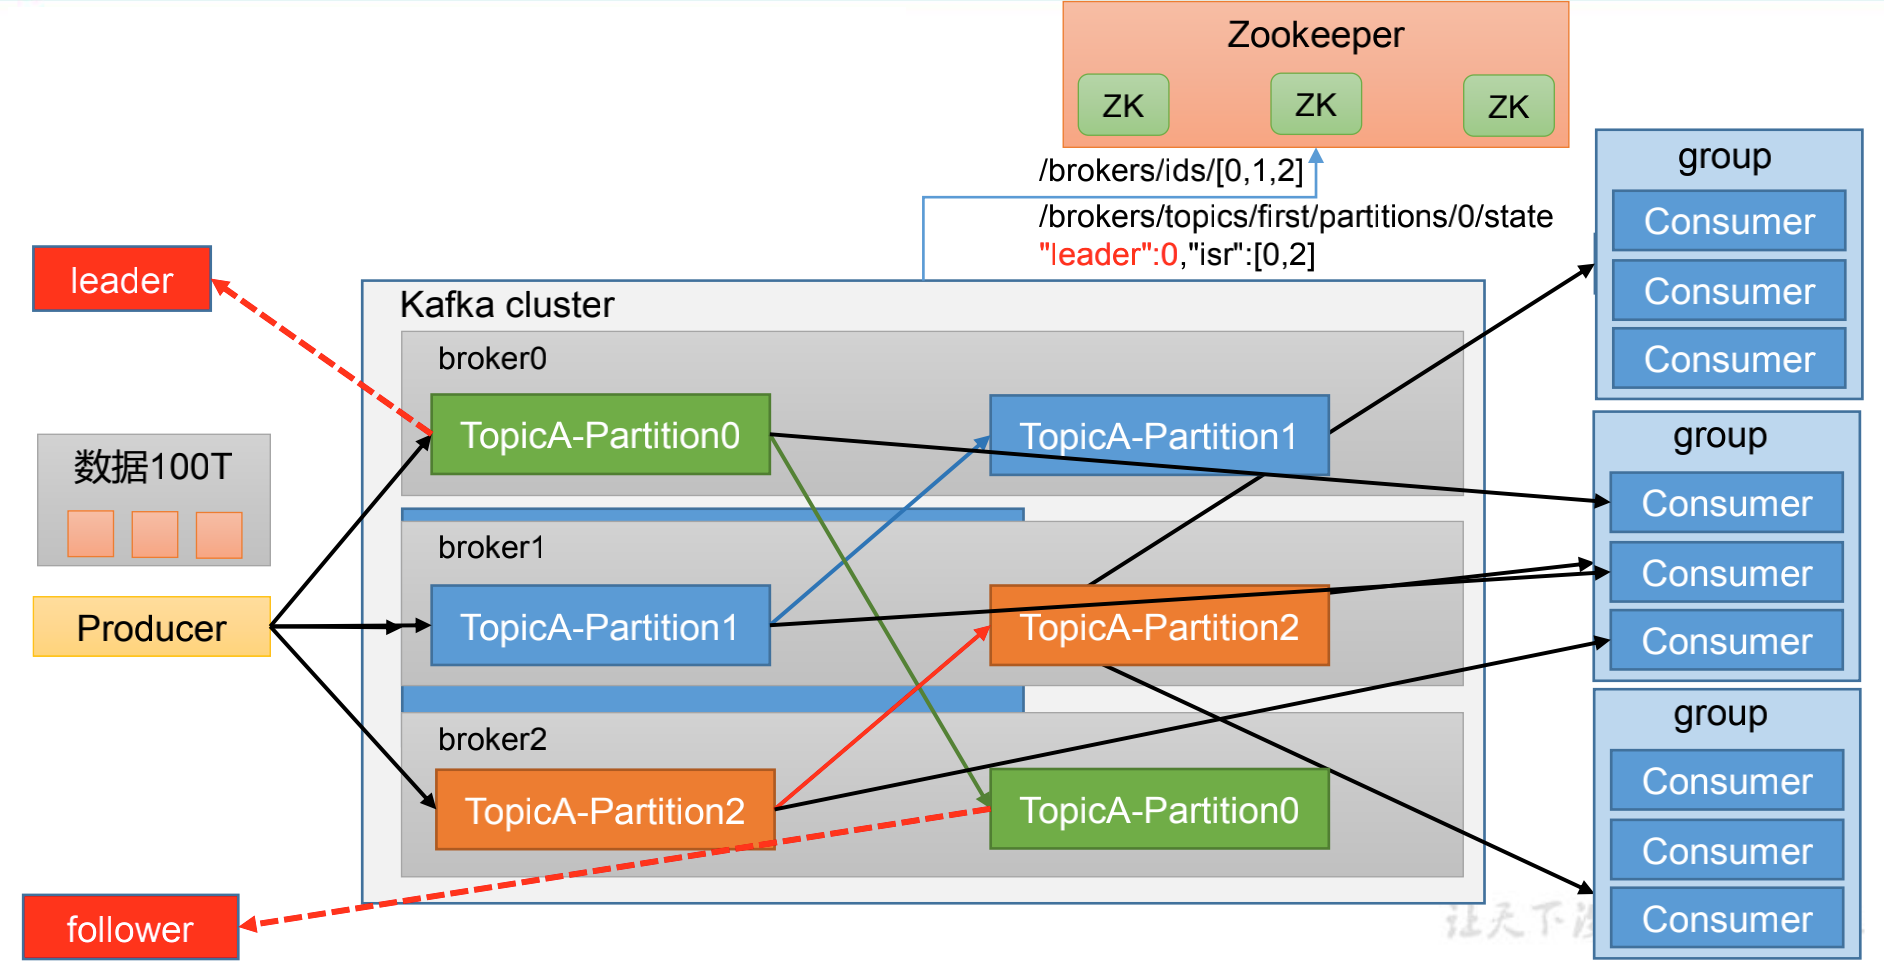 Zookeeper
ZK
ZK
ZK
/brokers/ids/[0,1,2]
/brokers/topics/first/partitions/0/state
"leader":0,"isr":[0,2]
leader
数据100T
Producer
follower
Kafka cluster
broker0
TopicA-Partition0
TopicA-Partition1
broker1
TopicA-Partition1
TopicA-Partition2
broker2
TopicA-Partition2
TopicA-Partition0
group
Consumer
Consumer
Consumer
group
Consumer
Consumer
Consumer
group
Consumer
Consumer
Consumer
让天下